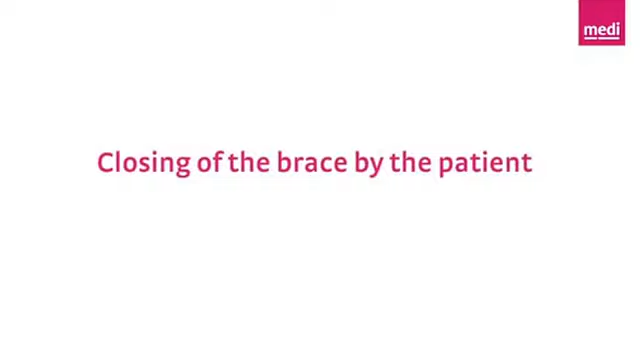 medi
Closing of the brace by the patient